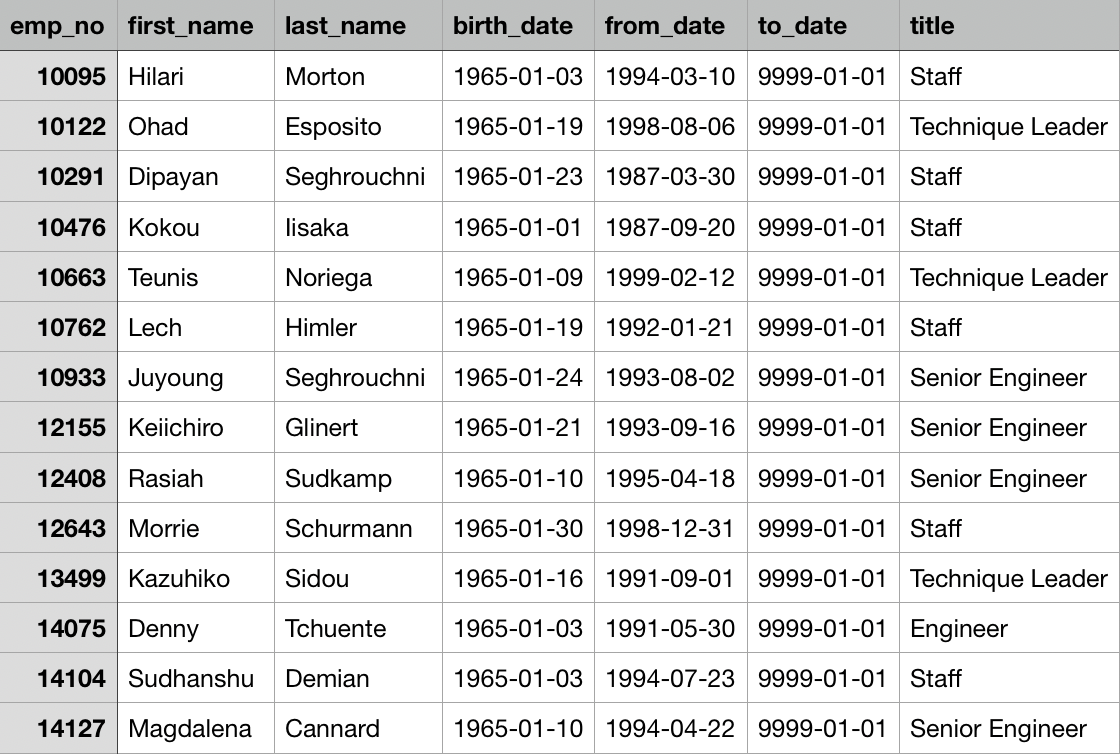 emp_no first_name last_name birth_date from_date to_date title
10095 Hilari Morton 1965-01-03 1994-03-10 9999-01-01 Staff
10122 Ohad Esposito 1965-01-19 1998-08-06 9999-01-01 Technique Leader
10291 Dipayan Seghrouchni 1965-01-23 1987-03-30 9999-01-01 Staff
10476 Kokou Iisaka 1965-01-01 1987-09-20 9999-01-01 Staff
10663 Teunis Noriega 1965-01-09 1999-02-12 9999-01-01 Technique Leader
10762 Lech Himler 1965-01-19 1992-01-21 9999-01-01 Staff
10933 Juyoung Seghrouchni 1965-01-24 1993-08-02 9999-01-01 Senior Engineer
12155 Keiichiro Glinert 1965-01-21 1993-09-16 9999-01-01 Senior Engineer
12408 Rasiah Sudkamp 1965-01-10 1995-04-18 9999-01-01 Senior Engineer
12643 Morrie Schurmann 1965-01-30 1998-12-31 9999-01-01 Staff
13499 Kazuhiko Sidou 1965-01-16 1991-09-01 9999-01-01 Technique Leader
14075 Denny Tchuente 1965-01-03 1991-05-30 9999-01-01 Engineer
14104 Sudhanshu Demian 1965-01-03 1994-07-23 9999-01-01 Staff
14127 Magdalena Cannard 1965-01-10 1994-04-22 9999-01-01 Senior Engineer